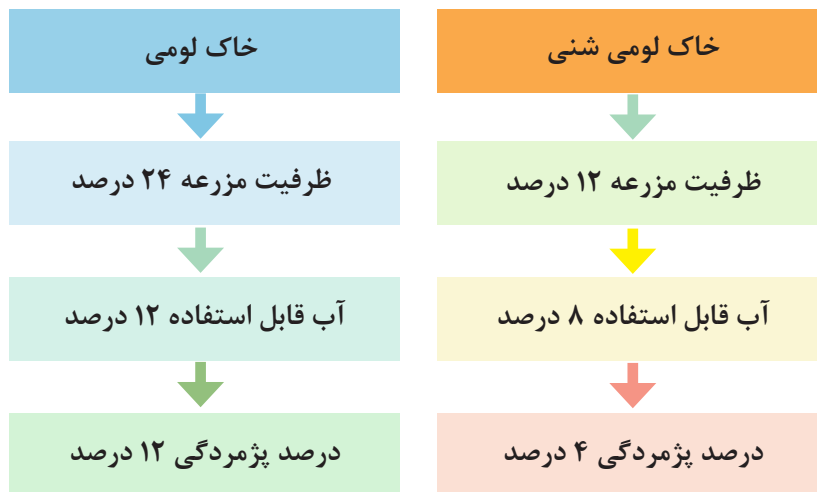 خاک لومی شنی
ظرفیت مزرعه ۱۲ درصد
آب قابل استفاده ۸ درصد
درصد پژمردگی ۴ درصد
خاک لومی
ظرفیت مزرعه ۲۴ درصد
آب قابل استفاده ۱۲ درصد
درصد پژمردگی ۱۲ درصد